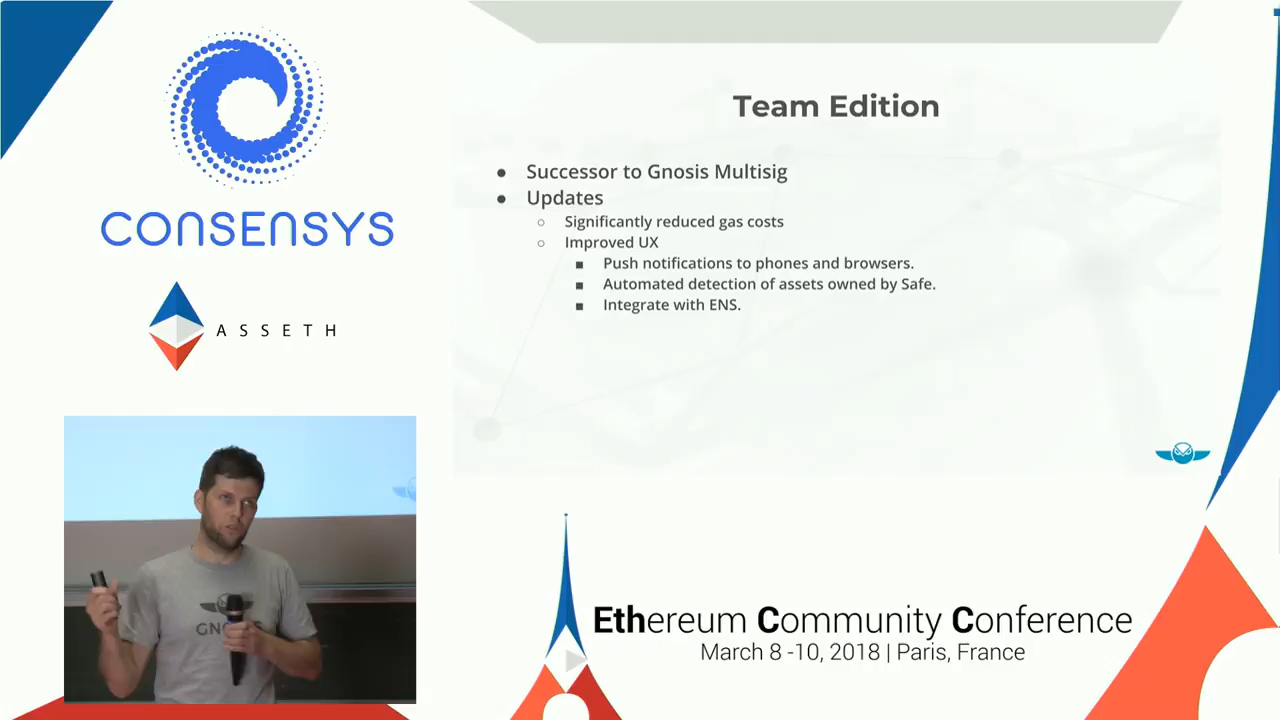 CONSENSYS
ASSETH
Team Edition
● Successor to Gnosis Multisig
● Updates
○ Significantly reduced gas costs
○ Improved UX
■ Push notifications to phones and browsers.
■ Automated detection of assets owned by Safe.
■ Integrate with ENS.
GNOSIS
Ethereum Community Conference
March 8 -10, 2018 | Paris, France